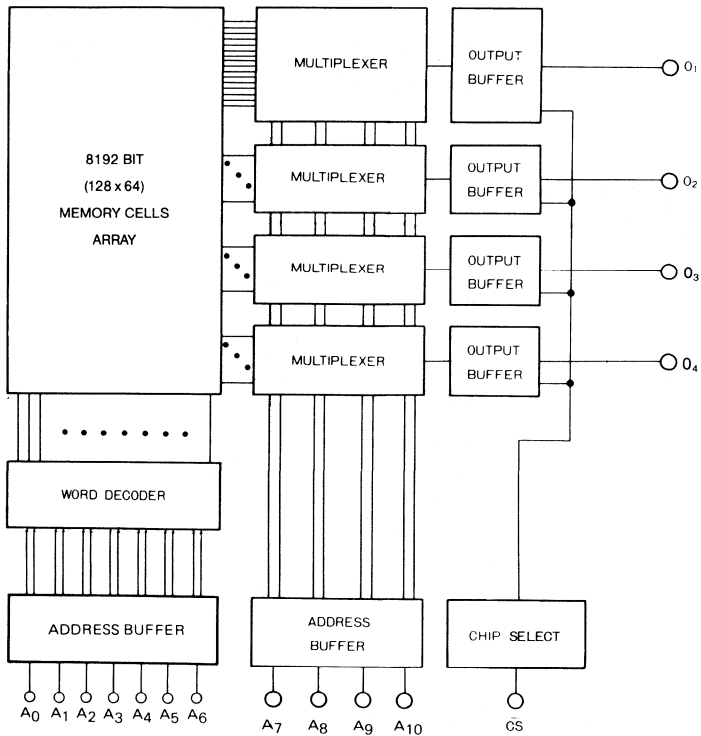 MULTIPLEXER
OUTPUT
BUFFER
O1
8192 BIT
(128 x 64)
MEMORY CELLS
ARRAY
MULTIPLEXER
OUTPUT
BUFFER
O2
MULTIPLEXER
OUTPUT
BUFFER
O3
MULTIPLEXER
OUTPUT
BUFFER
O4
WORD DECODER
ADDRESS BUFFER
ADDRESS
BUFFER
CHIP SELECT
A0 A1 A2 A3 A4 A5 A6
A7 A8 A9 A10
C̅S̅